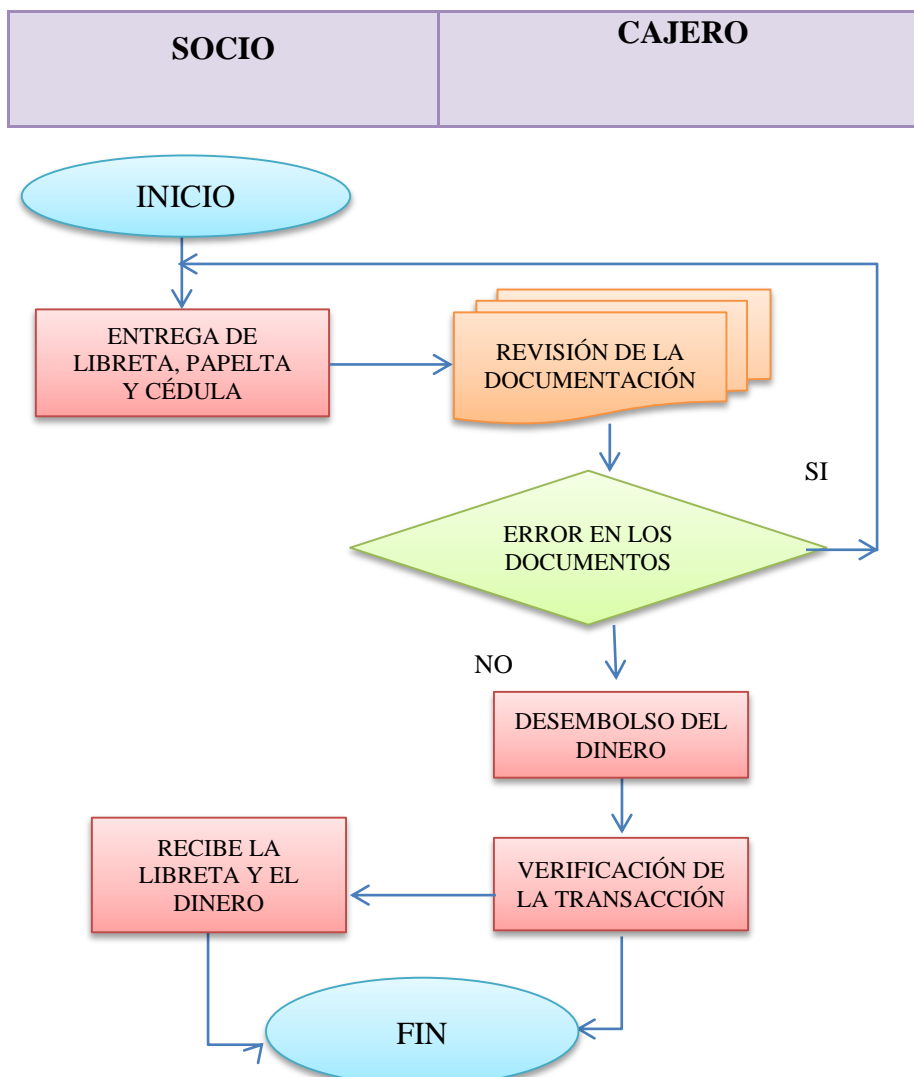 SOCIO
CAJERO
INICIO
ENTREGA DE
LIBRETA, PAPELTA
Y CÉDULA
REVISIÓN DE LA
DOCUMENTACIÓN
SI
ERROR EN LOS
DOCUMENTOS
NO
DESEMBOLSO DEL
DINERO
VERIFICACIÓN DE
LA TRANSACCIÓN
RECIBE LA
LIBRETA Y EL
DINERO
FIN